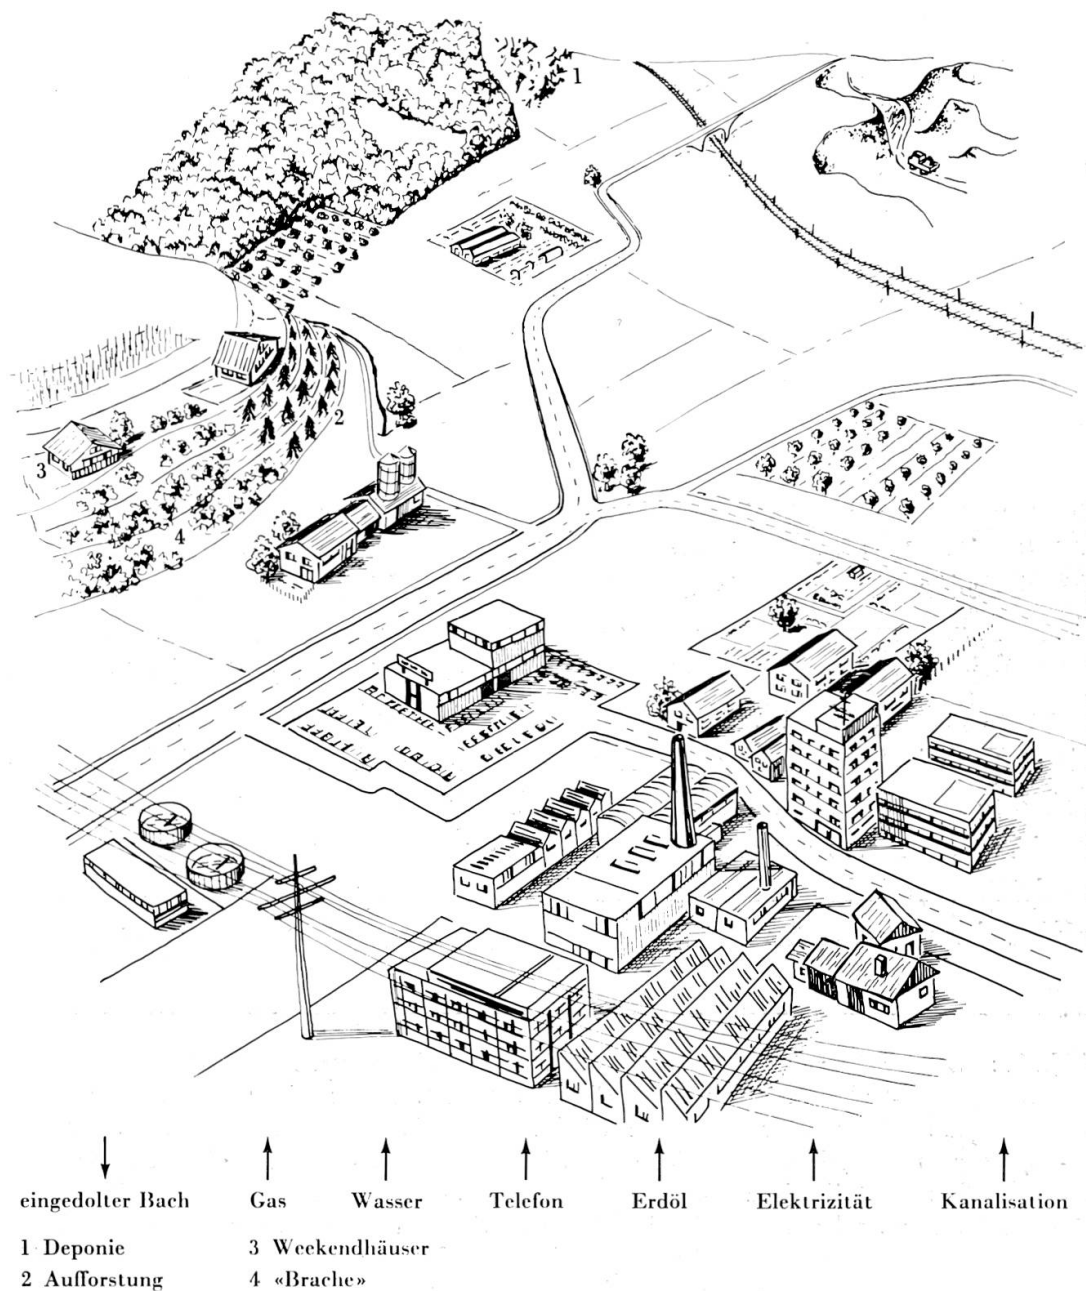 1
2
3
4
eingedolter Bach Gas Wasser Telefon Erdöl Elektrizität Kanalisation
1 Deponie 3 Weekendhäuser
2 Aufforstung 4 «Brache»